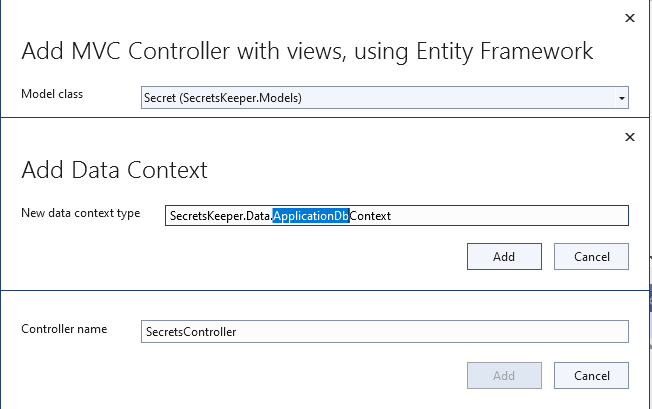 Add MVC Controller with views, using Entity Framework
Model class Secret (SecretsKeeper.Models)
Add Data Context
New data context type SecretsKeeper.Data.ApplicationDbContext
Add Cancel
Controller name SecretsController
Add Cancel